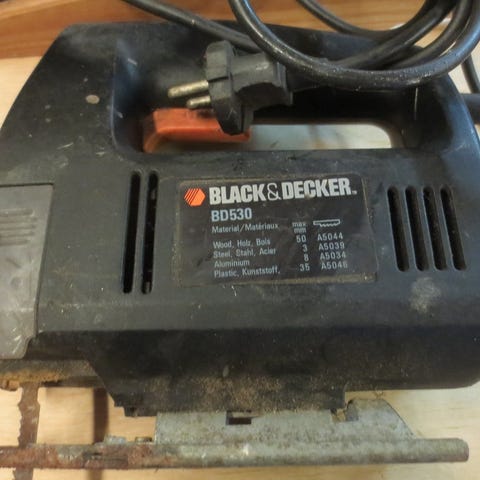 BLACK&DECKER™
BD530
Material/Matériaux max mm
Wood, Holz, Bois 50 A5044
Steel, Stahl, Acier 3 A5039
Aluminium 8 A5034
Plastic, Kunststoff, 35 A5046